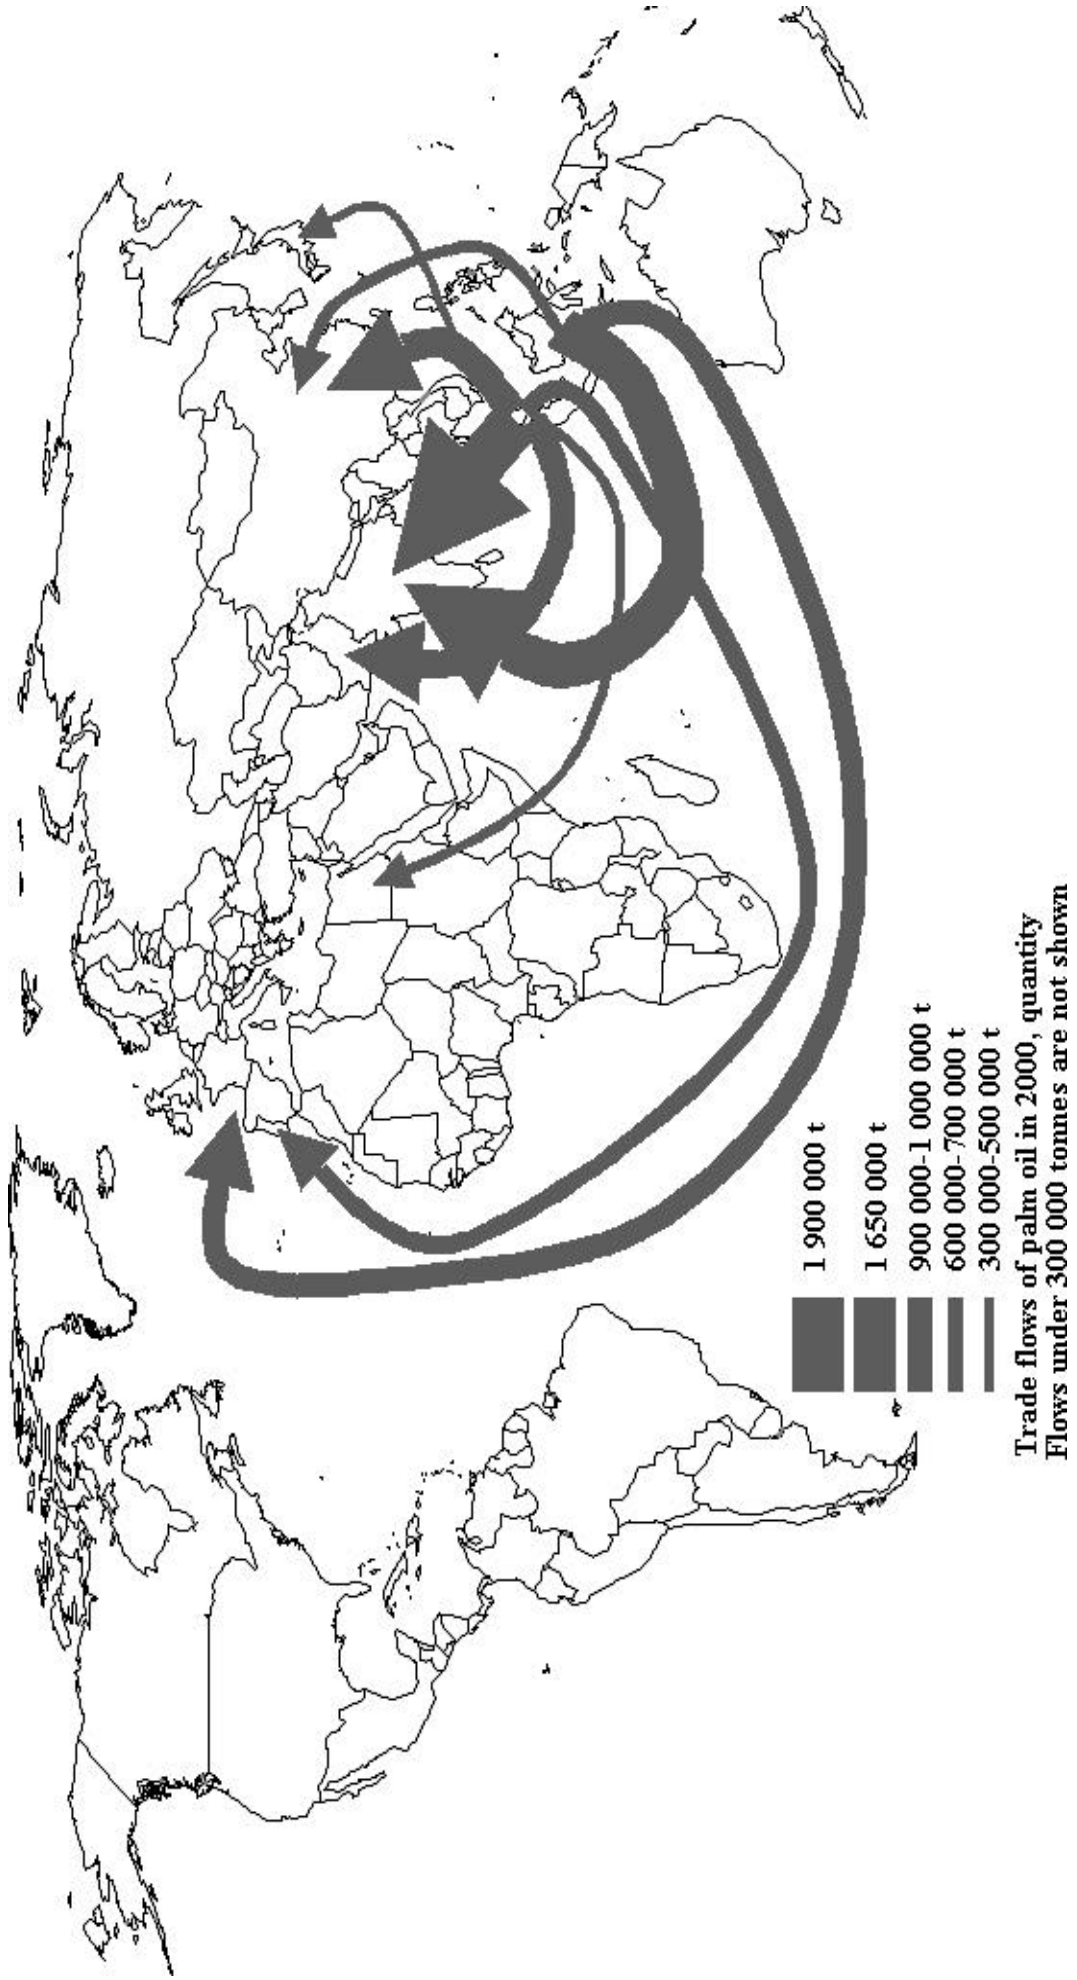 1 900 000 t
1 650 000 t
900 000-1 000 000 t
600 000-700 000 t
300 000-500 000 t
Trade flows of palm oil in 2000, quantity
Flows under 300 000 tonnes are not shown